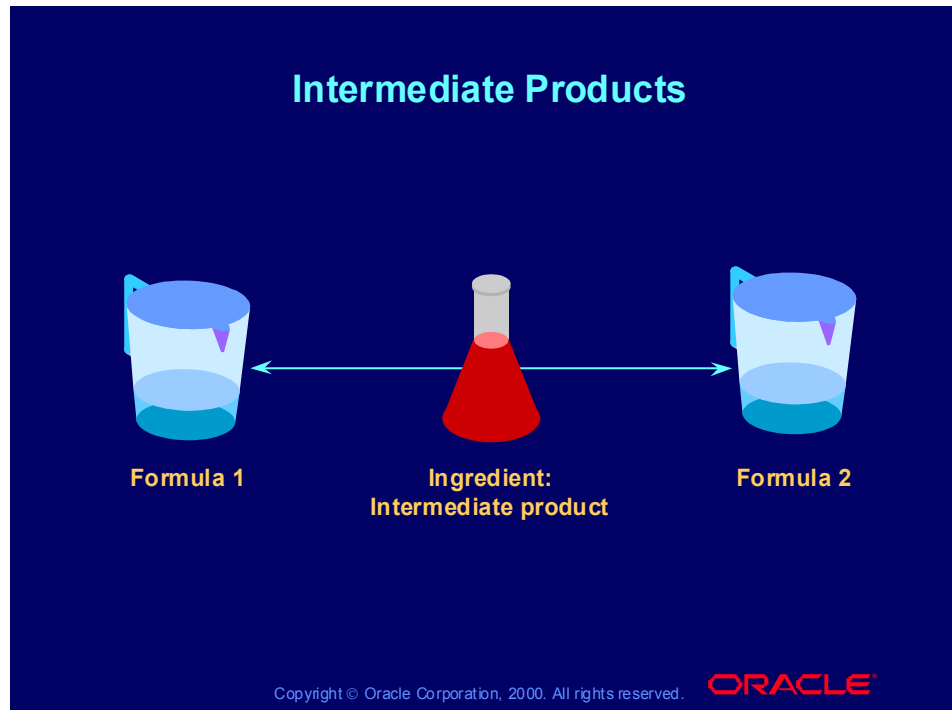 Intermediate Products
Formula 1
Ingredient:
Intermediate product
Formula 2
Copyright © Oracle Corporation, 2000. All rights reserved.
ORACLE®